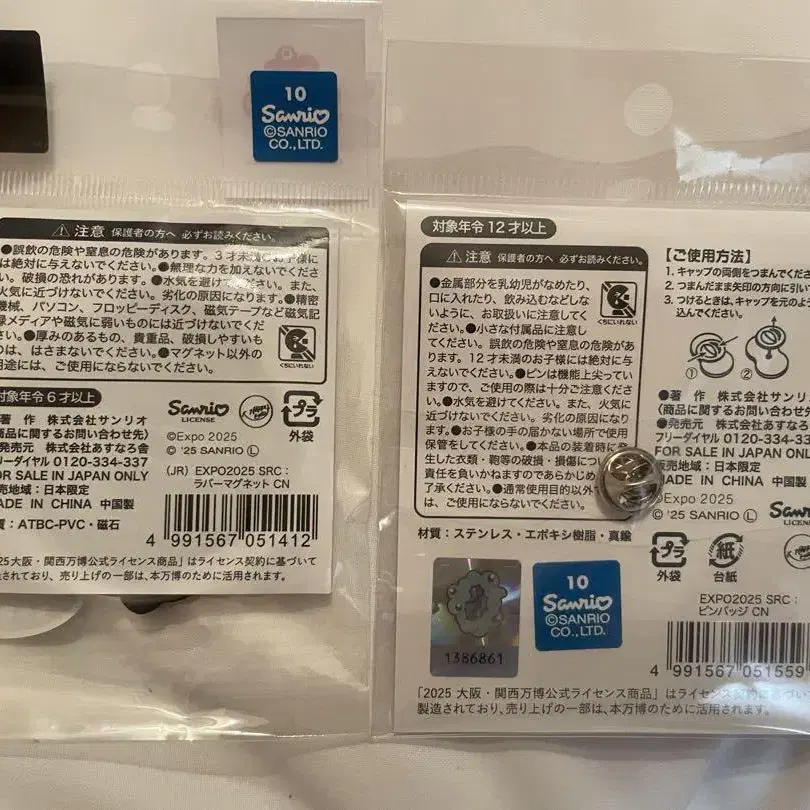 10
Sanrio
©SANRIO
CO.,LTD.
⚠注意 保護者の方へ 必ずお読みください。
●誤飲の危険や窒息の危険があります。3才未満のお子様に
は絶対に与えないでください。●無理な力を加えないでくださ
い。破損の恐れがあります。●水気を避けてください。また、
火気に近づけないでください。劣化の原因になります。●精密
機械、パソコン、フロッピーディスク、磁気テープなど磁気記
録メディアや磁気に弱いものには近づけないでくだ
さい。●厚みのあるもの、貴重品、破損しやすいも
のは、はさまないでください。●マグネット以外の
用途には、ご使用にならないでください。
くちにいれない
対象年令6才以上
著 作 株式会社サンリオ
商品に関するお問い合わせ先〉
発売元 株式会社あすなろ舎
フリーダイヤル 0120-334-337
FOR SALE IN JAPAN ONLY
販売地域：日本限定
MADE IN CHINA 中国製
質：ATBC-PVC・磁石
Sanrio
LICENSE
プラ
外袋
©Expo 2025
©'25 SANRIO Ⓛ
(JR) EXPO2025 SRC：
ラバーマグネット CN
4 991567 051412
2025 大阪・関西万博公式ライセンス商品」はライセンス契約に基づいて
ており、売り上げの一部は、本万博のために活用されます。
対象年令 12才以上
⚠注意 保護者の方へ 必ずお読みください。
●金属部分を乳幼児がなめたり、
口に入れたり、飲み込むなどしな
いように、お取扱いに注意してく
ださい。●小さな付属品に注意し
てください。誤飲の危険や窒息の危険があ
ります。12才未満のお子様には絶対に与
えないでください。●ピンは機能上尖ってい
ますので、ご使用の際は十分ご注意くださ
い。●水気を避けてください。また、火気に
近づけないでください。劣化の原因になり
ます。●お子様の手の届かない場所で使用
保管をしてください。●本品の装着時に
生した衣類・鞄等の破損・損傷につ
責任を負いかねますのであらかじめ
了承ください。●通常使用目的以外
は、ご使用にならないでください。
くちにいれない
材質：ステンレス・エポキシ樹脂・真鍮
1386861
10
Sanrio
©SANRIO
CO.,LTD.
【ご使用方法】
1. キャップの両側をつまんでくださ
2. つまんだまま矢印の方向に引い
3. つけるときは、キャップを元のよう
込んでください。
① ②
●著 作 株式会社サンリオ
〈商品に関するお問い合わせ先
●発売元 株式会社あすな
フリーダイヤル 0120-334-
FOR SALE IN JAPAN ONL
販売地域：日本限定
MADE IN CHINA 中国製
©Expo 2025
©'25 SANRIO Ⓛ
San
LICENS
プラ
外袋
紙
台紙
EXPO2025 SRC：
ピンバッジ CN
4 991567 051559
「2025 大阪・関西万博公式ライセンス商品」はライセンス契約に基づ
製造されており、売り上げの一部は、本万博のために活用されます。